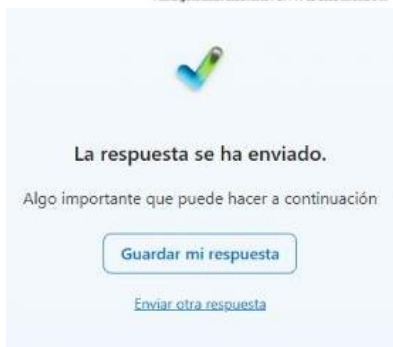 La respuesta se ha enviado.
Algo importante que puede hacer a continuación
Guardar mi respuesta
Enviar otra respuesta